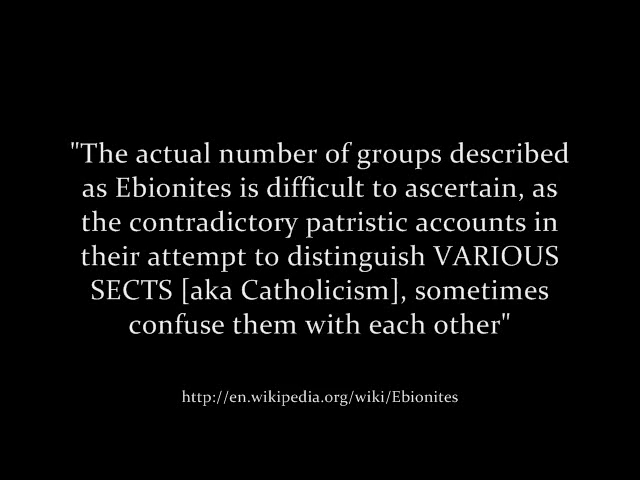 "The actual number of groups described
as Ebionites is difficult to ascertain, as
the contradictory patristic accounts in
their attempt to distinguish VARIOUS
SECTS [aka Catholicism], sometimes
confuse them with each other"
http://en.wikipedia.org/wiki/Ebionites